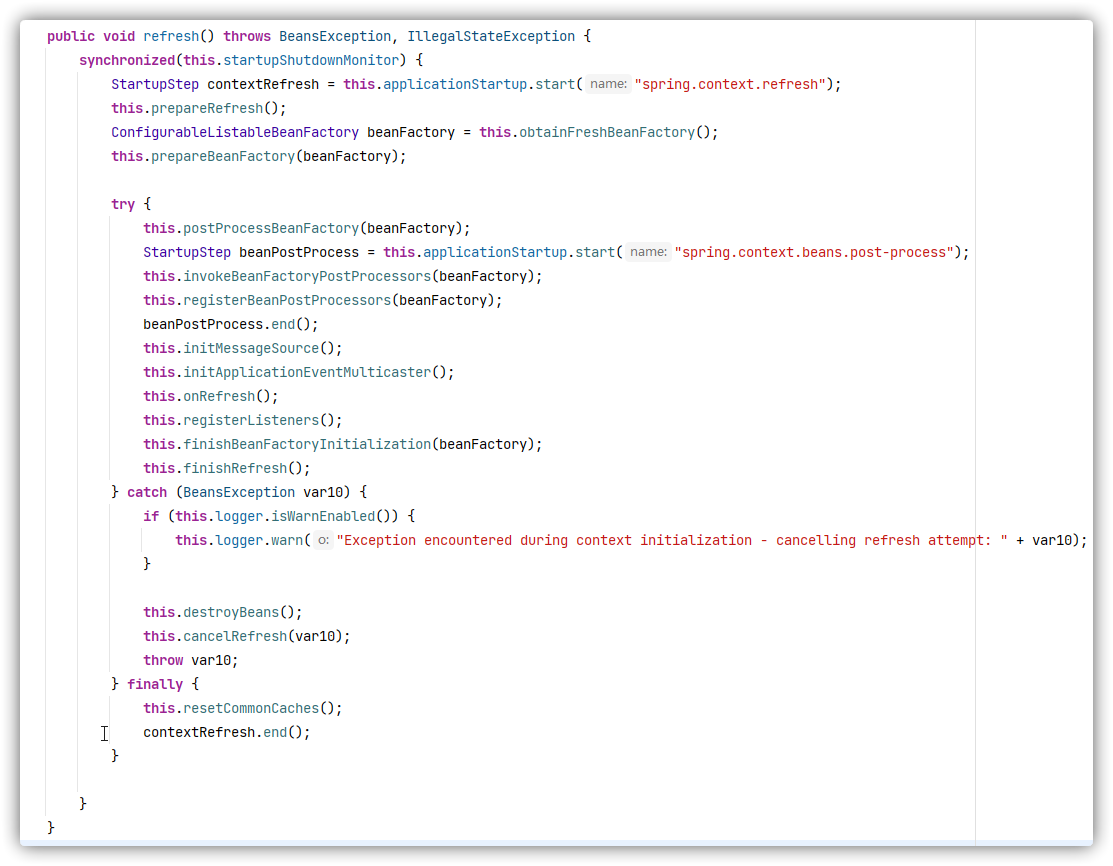 public void refresh() throws BeansException, IllegalStateException {
    synchronized(this.startupShutdownMonitor) {
        StartupStep contextRefresh = this.applicationStartup.start( name: "spring.context.refresh");
        this.prepareRefresh();
        ConfigurableListableBeanFactory beanFactory = this.obtainFreshBeanFactory();
        this.prepareBeanFactory(beanFactory);

        try {
            this.postProcessBeanFactory(beanFactory);
            StartupStep beanPostProcess = this.applicationStartup.start( name: "spring.context.beans.post-process");
            this.invokeBeanFactoryPostProcessors(beanFactory);
            this.registerBeanPostProcessors(beanFactory);
            beanPostProcess.end();
            this.initMessageSource();
            this.initApplicationEventMulticaster();
            this.onRefresh();
            this.registerListeners();
            this.finishBeanFactoryInitialization(beanFactory);
            this.finishRefresh();
        } catch (BeansException var10) {
            if (this.logger.isWarnEnabled()) {
                this.logger.warn( o: "Exception encountered during context initialization - cancelling refresh attempt: " + var10);
            }

            this.destroyBeans();
            this.cancelRefresh(var10);
            throw var10;
        } finally {
            this.resetCommonCaches();
            contextRefresh.end();
        }

    }
}